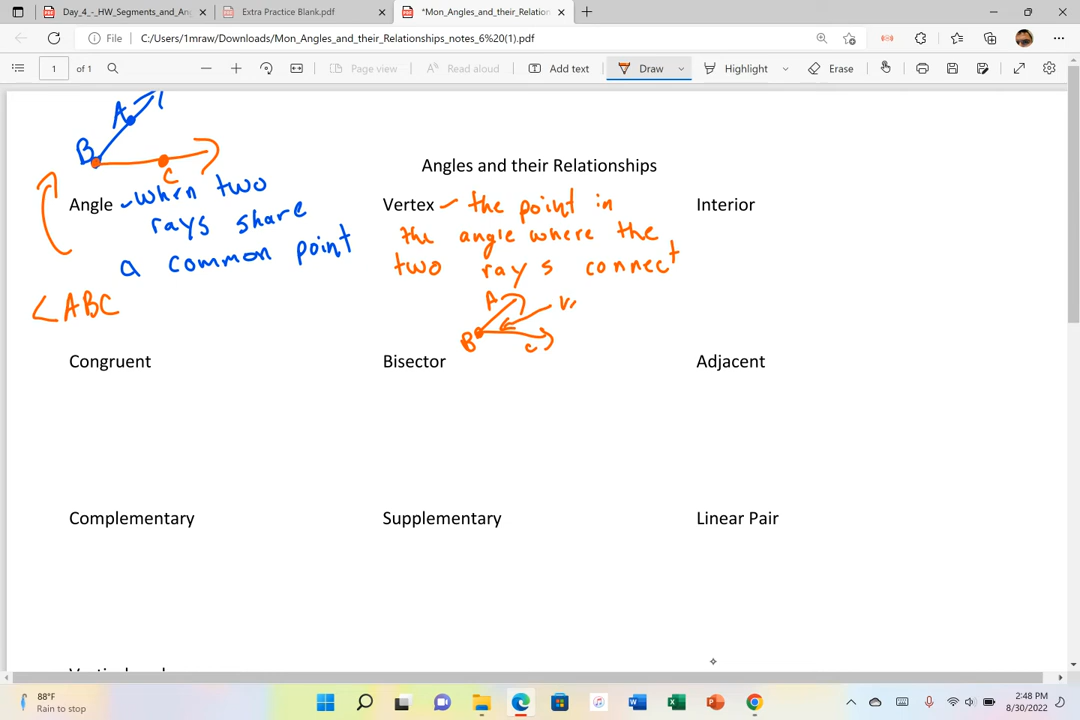 Day_4_-_HW_Segments_and_An
Extra Practice Blank.pdf
*Mon_Angles_and_their_Relation
File
C:/Users/1mraw/Downloads/Mon_Angles_and_their_Relationships_notes_6%20(1).pdf
1
of 1
Page view
Read aloud
Add text
Draw
Highlight
Erase
A
B
C
Angles and their Relationships
Angle - when two
rays share
a common point
<ABC
Vertex - the point in
the angle where the
two rays connect
A
B
C
Interior
Congruent
Bisector
Adjacent
Complementary
Supplementary
Linear Pair
88°F
Rain to stop
2:48 PM
8/30/2022